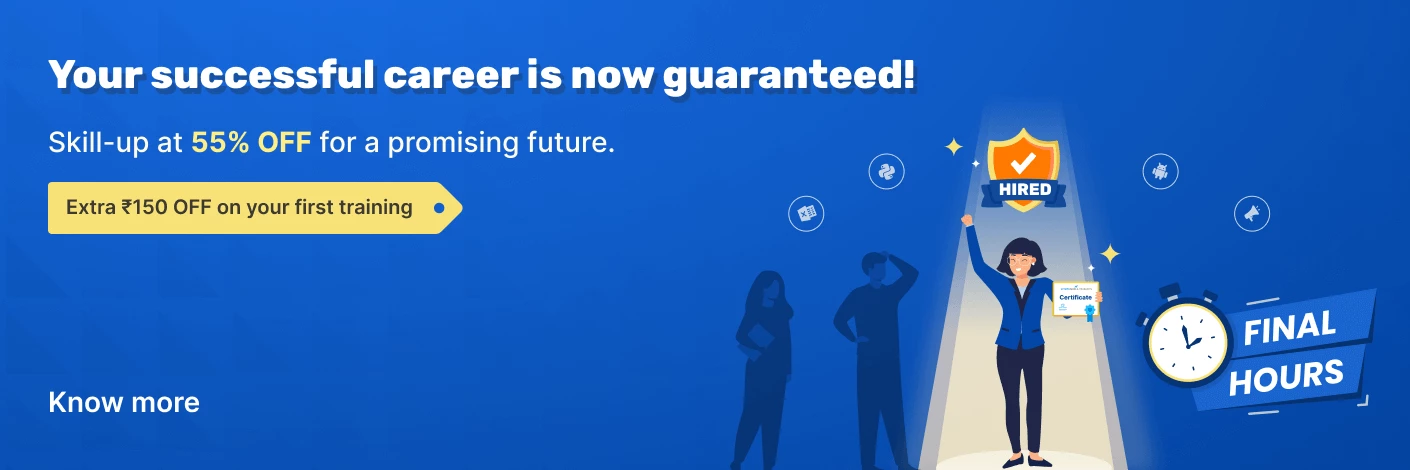 Your successful career is now guaranteed!
Skill-up at 55% OFF for a promising future.
Extra ₹150 OFF on your first training
HIRED
Certificate
FINAL
HOURS
Know more